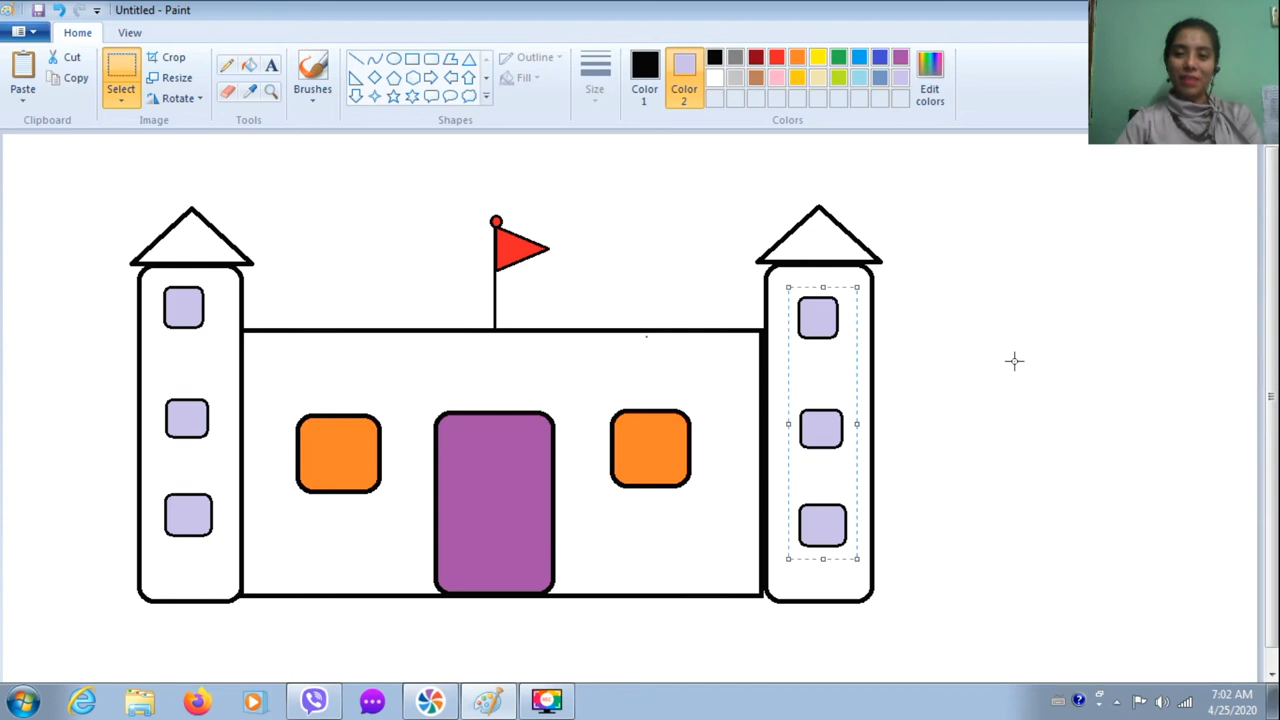 Untitled - Paint
Home View
Paste
Cut
Copy
Clipboard
Select
Crop
Resize
Rotate
Image
A
Tools
Brushes
Shapes
Outline
Fill
Size
Color 1
Color 2
Colors
Edit colors
7:02 AM
4/25/2020